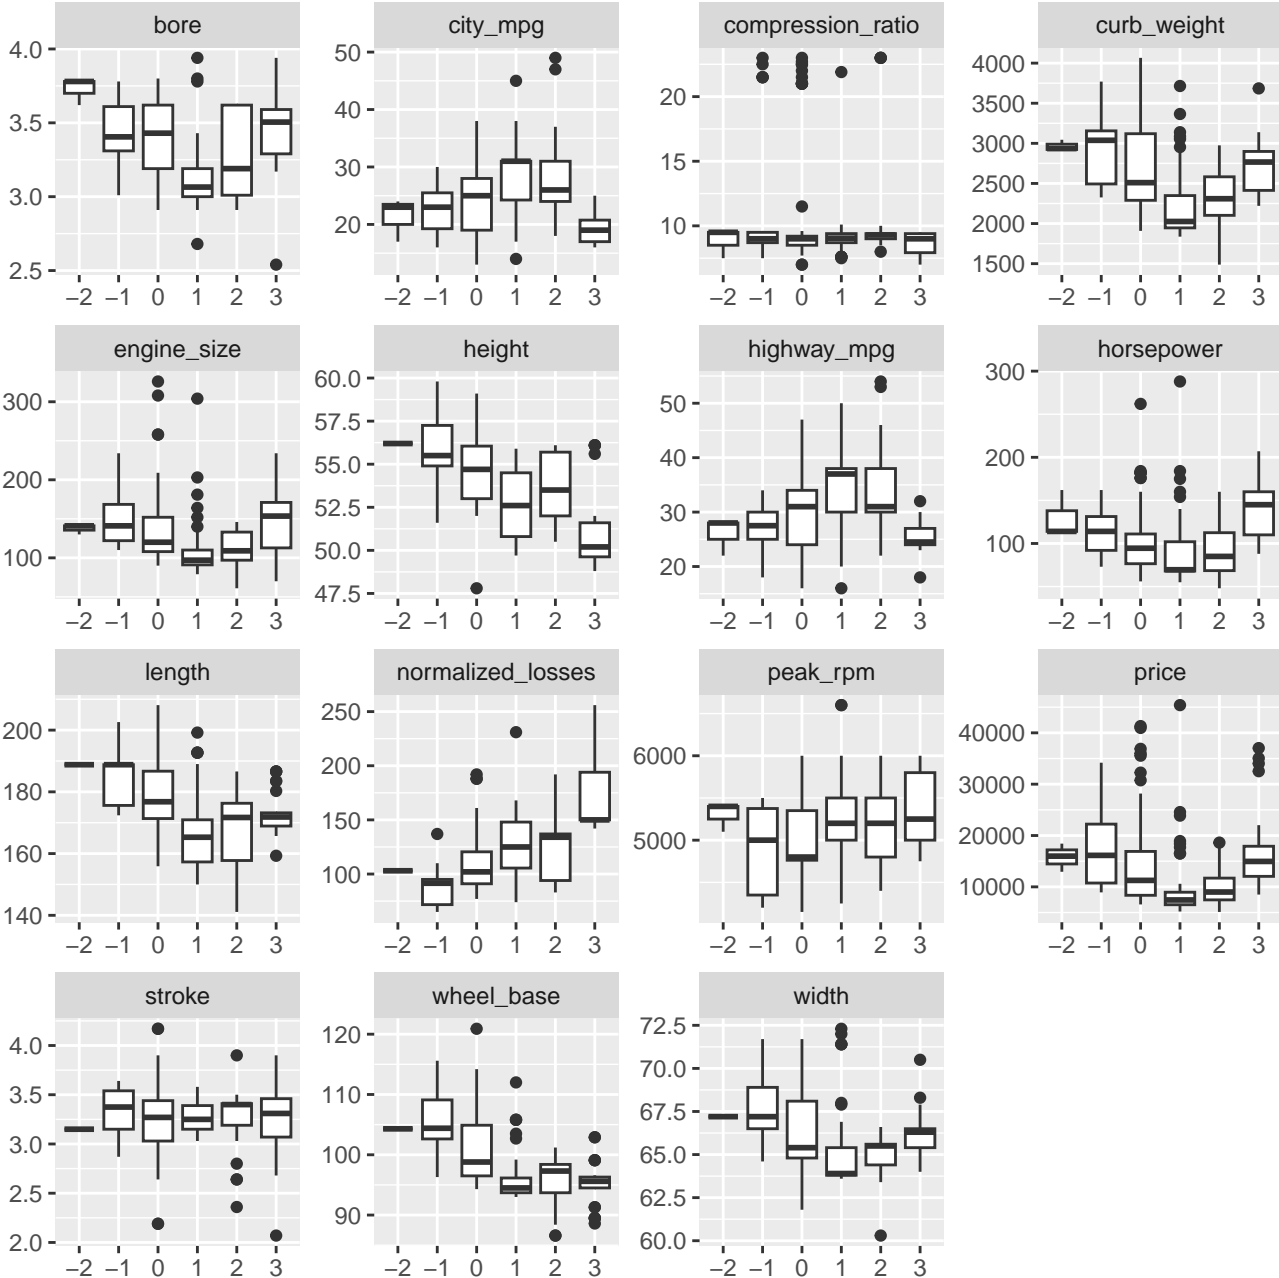 bore city_mpg compression_ratio curb_weight
4.0 3.5 3.0 2.5
50 40 30 20
20 15 10
4000 3500 3000 2500 2000 1500
−2 −1 0 1 2 3 −2 −1 0 1 2 3 −2 −1 0 1 2 3 −2 −1 0 1 2 3
engine_size height highway_mpg horsepower
300 200 100
60.0 57.5 55.0 52.5 50.0 47.5
50 40 30 20
300 200 100
−2 −1 0 1 2 3 −2 −1 0 1 2 3 −2 −1 0 1 2 3 −2 −1 0 1 2 3
length normalized_losses peak_rpm price
200 180 160 140
250 200 150 100
6000 5000
40000 30000 20000 10000
−2 −1 0 1 2 3 −2 −1 0 1 2 3 −2 −1 0 1 2 3 −2 −1 0 1 2 3
stroke wheel_base width
4.0 3.5 3.0 2.5 2.0
120 110 100 90
72.5 70.0 67.5 65.0 62.5 60.0
−2 −1 0 1 2 3 −2 −1 0 1 2 3 −2 −1 0 1 2 3